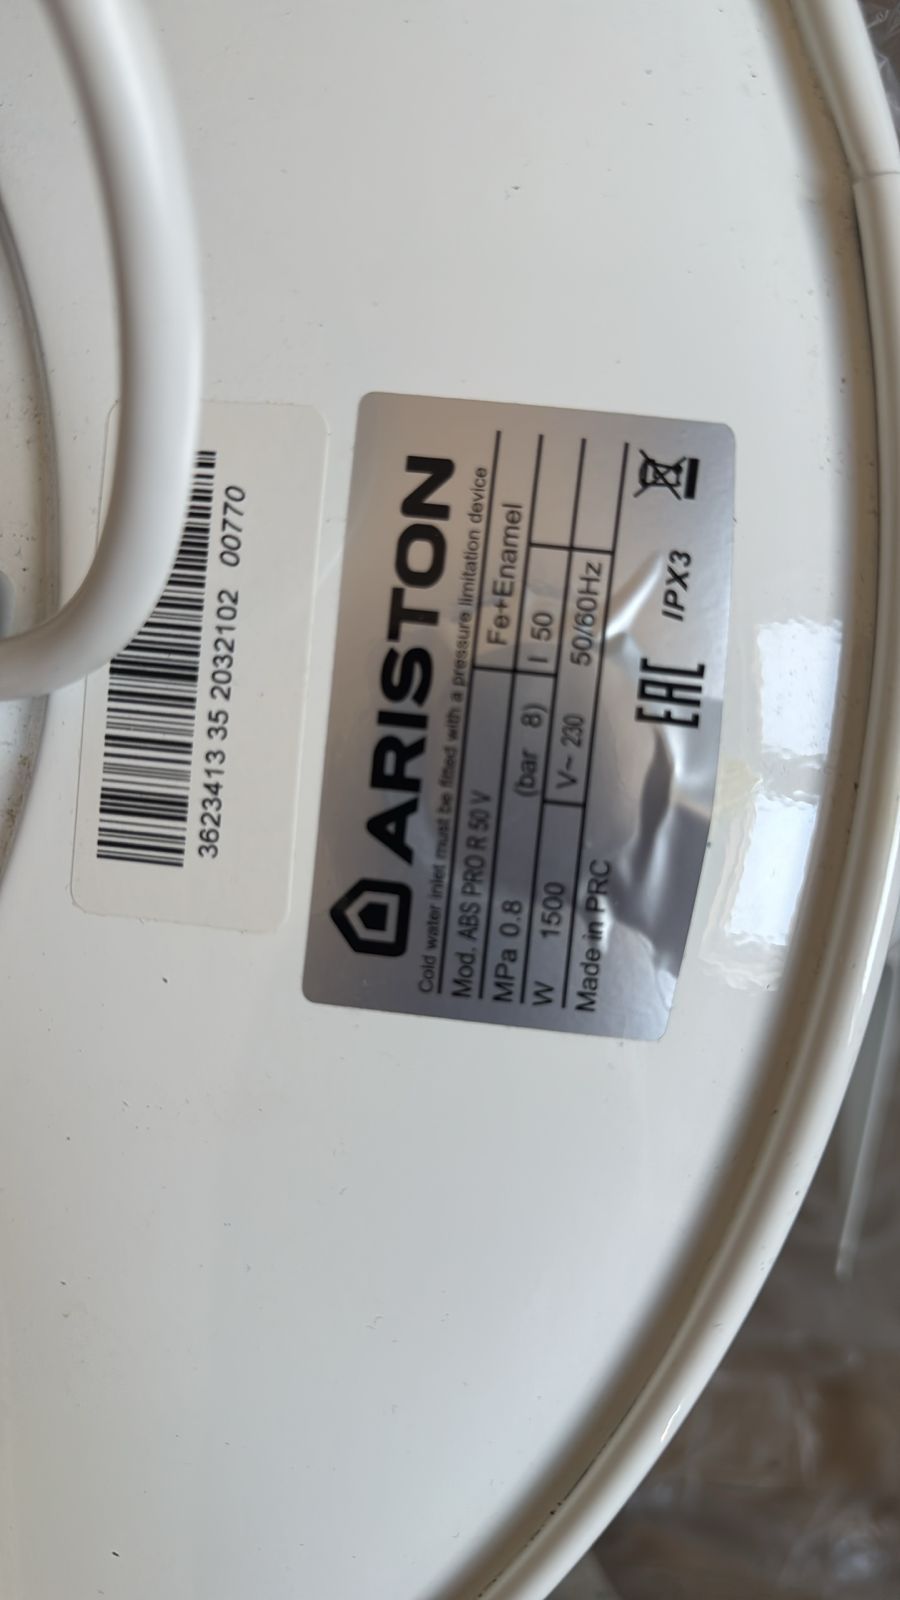 ARISTON
Cold water inlet must be fitted with a pressure limitation device
Mod. ABS PRO R 50 V
MPa 0.8 (bar 8) Fe+Enamel
W 1500 l 50
V~ 230 50/60Hz
Made in PRC
EAC IPX3
3623413 35 2032102 00770